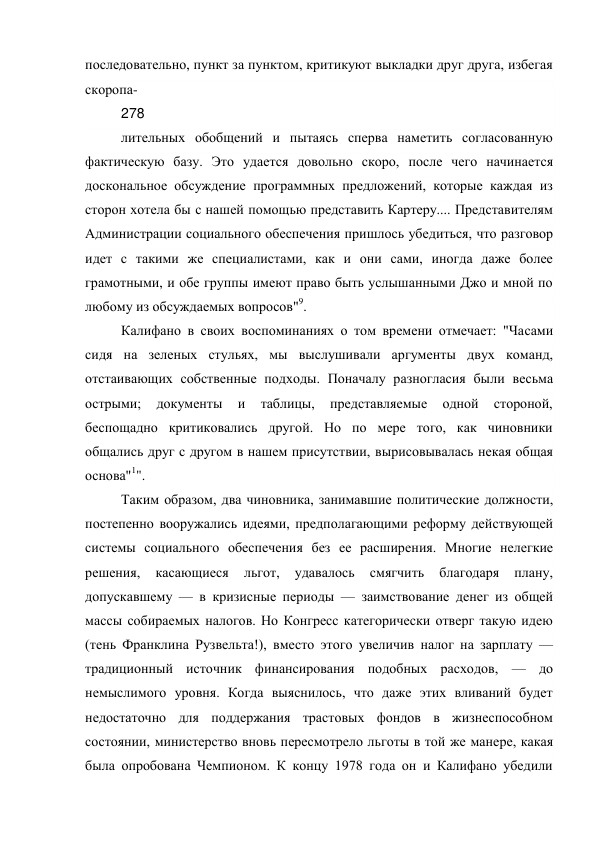 последовательно, пункт за пунктом, критикуют выкладки друг друга, избегая
скоропа-
278
лительных обобщений и пытаясь сперва наметить согласованную
фактическую базу. Это удается довольно скоро, после чего начинается
доскональное обсуждение программных предложений, которые каждая из
сторон хотела бы с нашей помощью представить Картеру.... Представителям
Администрации социального обеспечения пришлось убедиться, что разговор
идет с такими же специалистами, как и они сами, иногда даже более
грамотными, и обе группы имеют право быть услышанными Джо и мной по
любому из обсуждаемых вопросов"9.
Калифано в своих воспоминаниях о том времени отмечает: "Часами
сидя на зеленых стульях, мы выслушивали аргументы двух команд,
отстаивающих собственные подходы. Поначалу разногласия были весьма
острыми; документы и таблицы, представляемые одной стороной,
беспощадно критиковались другой. Но по мере того, как чиновники
общались друг с другом в нашем присутствии, вырисовывалась некая общая
основа"1".
Таким образом, два чиновника, занимавшие политические должности,
постепенно вооружались идеями, предполагающими реформу действующей
системы социального обеспечения без ее расширения. Многие нелегкие
решения, касающиеся льгот, удавалось смягчить благодаря плану,
допускавшему — в кризисные периоды — заимствование денег из общей
массы собираемых налогов. Но Конгресс категорически отверг такую идею
(тень Франклина Рузвельта!), вместо этого увеличив налог на зарплату —
традиционный источник финансирования подобных расходов, — до
немыслимого уровня. Когда выяснилось, что даже этих вливаний будет
недостаточно для поддержания трастовых фондов в жизнеспособном
состоянии, министерство вновь пересмотрело льготы в той же манере, какая
была опробована Чемпионом. К концу 1978 года он и Калифано убедили